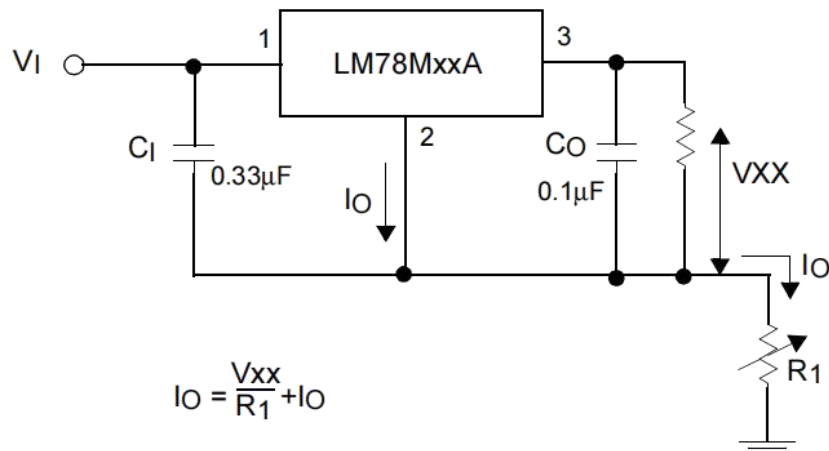 VI
1
LM78MxxA
3
2
CI
0.33μF
IO
CO
0.1μF
VXX
IO
R1
IO = Vxx/R1 +IO